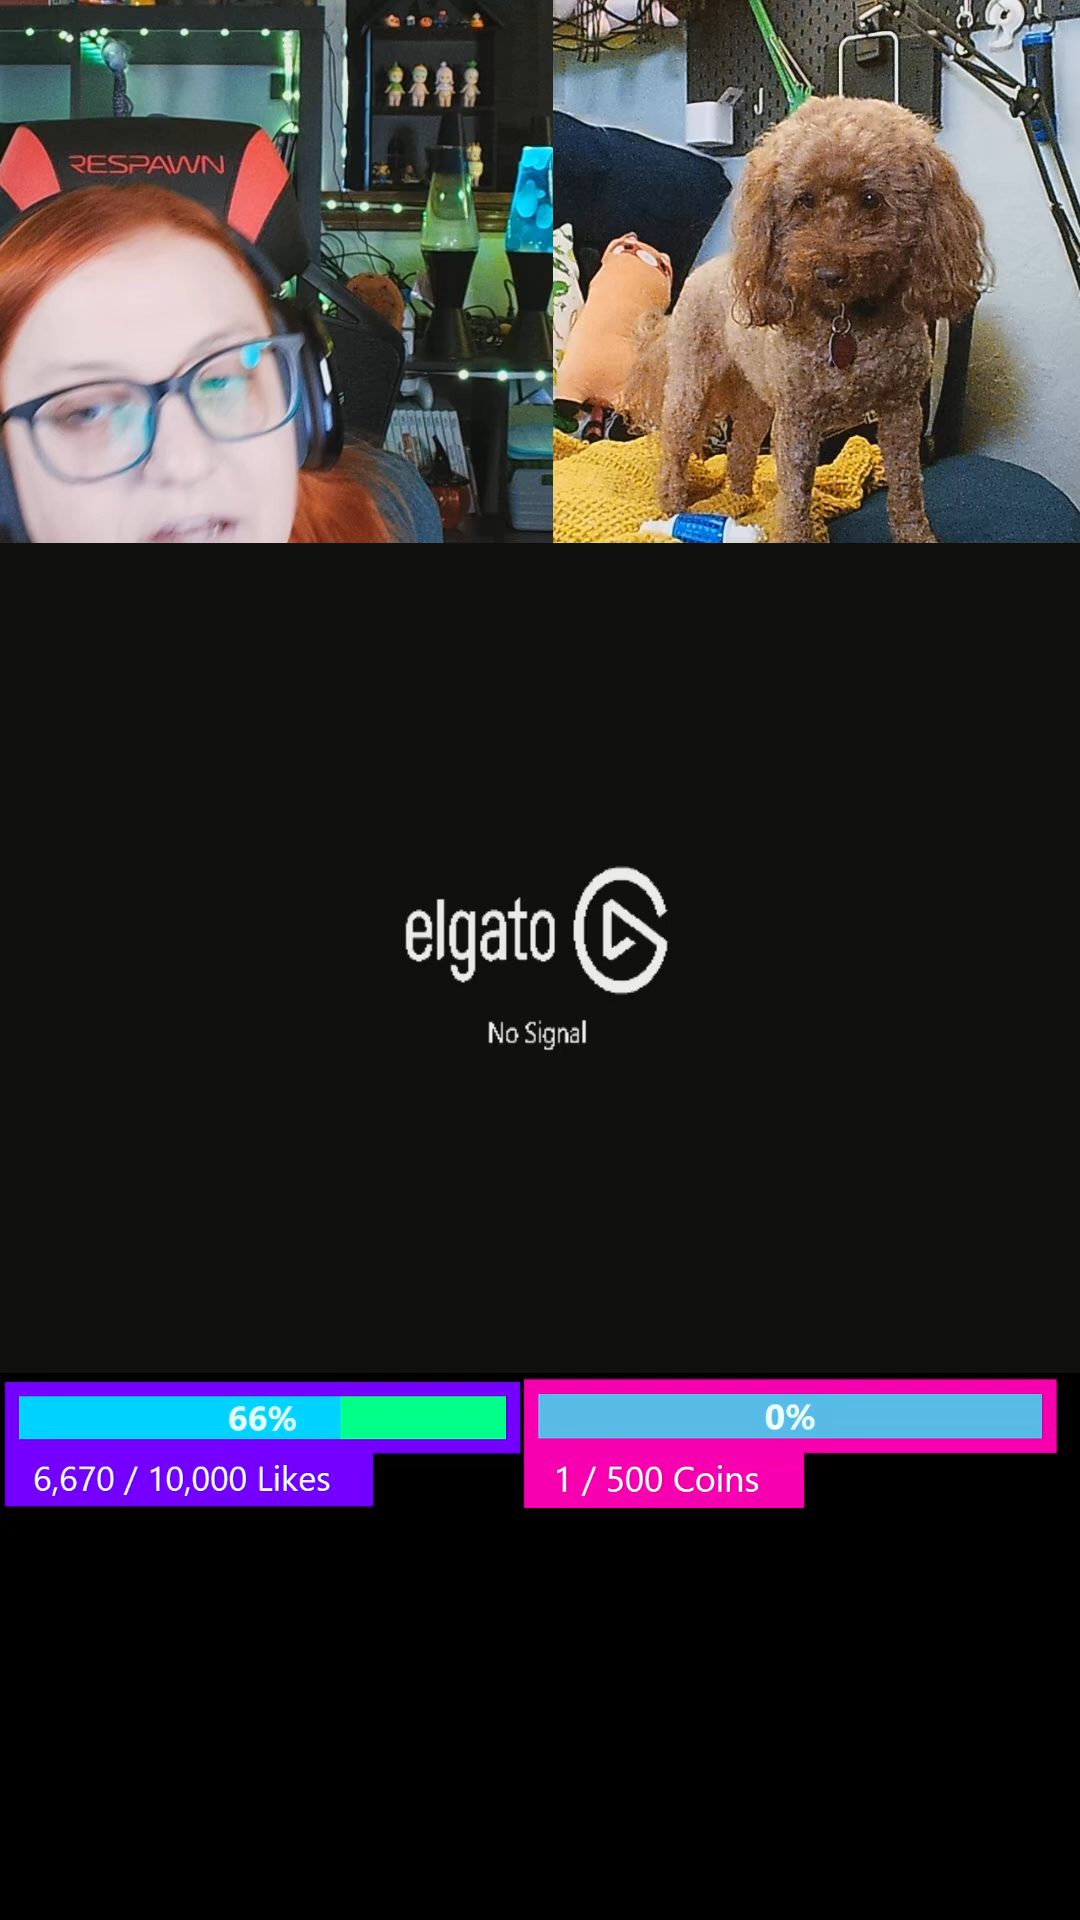 RESPAWN
elgato
No Signal
66%
6,670 / 10,000 Likes
0%
1 / 500 Coins